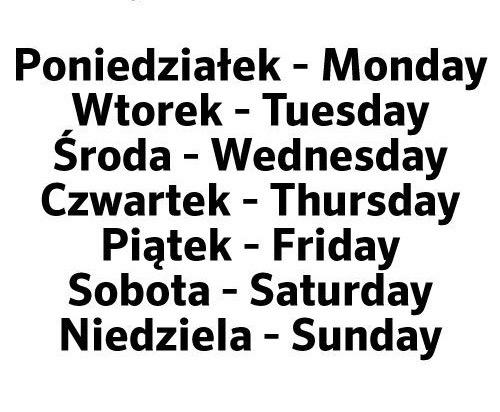 Poniedziałek - Monday
Wtorek - Tuesday
Środa - Wednesday
Czwartek - Thursday
Piątek - Friday
Sobota - Saturday
Niedziela - Sunday